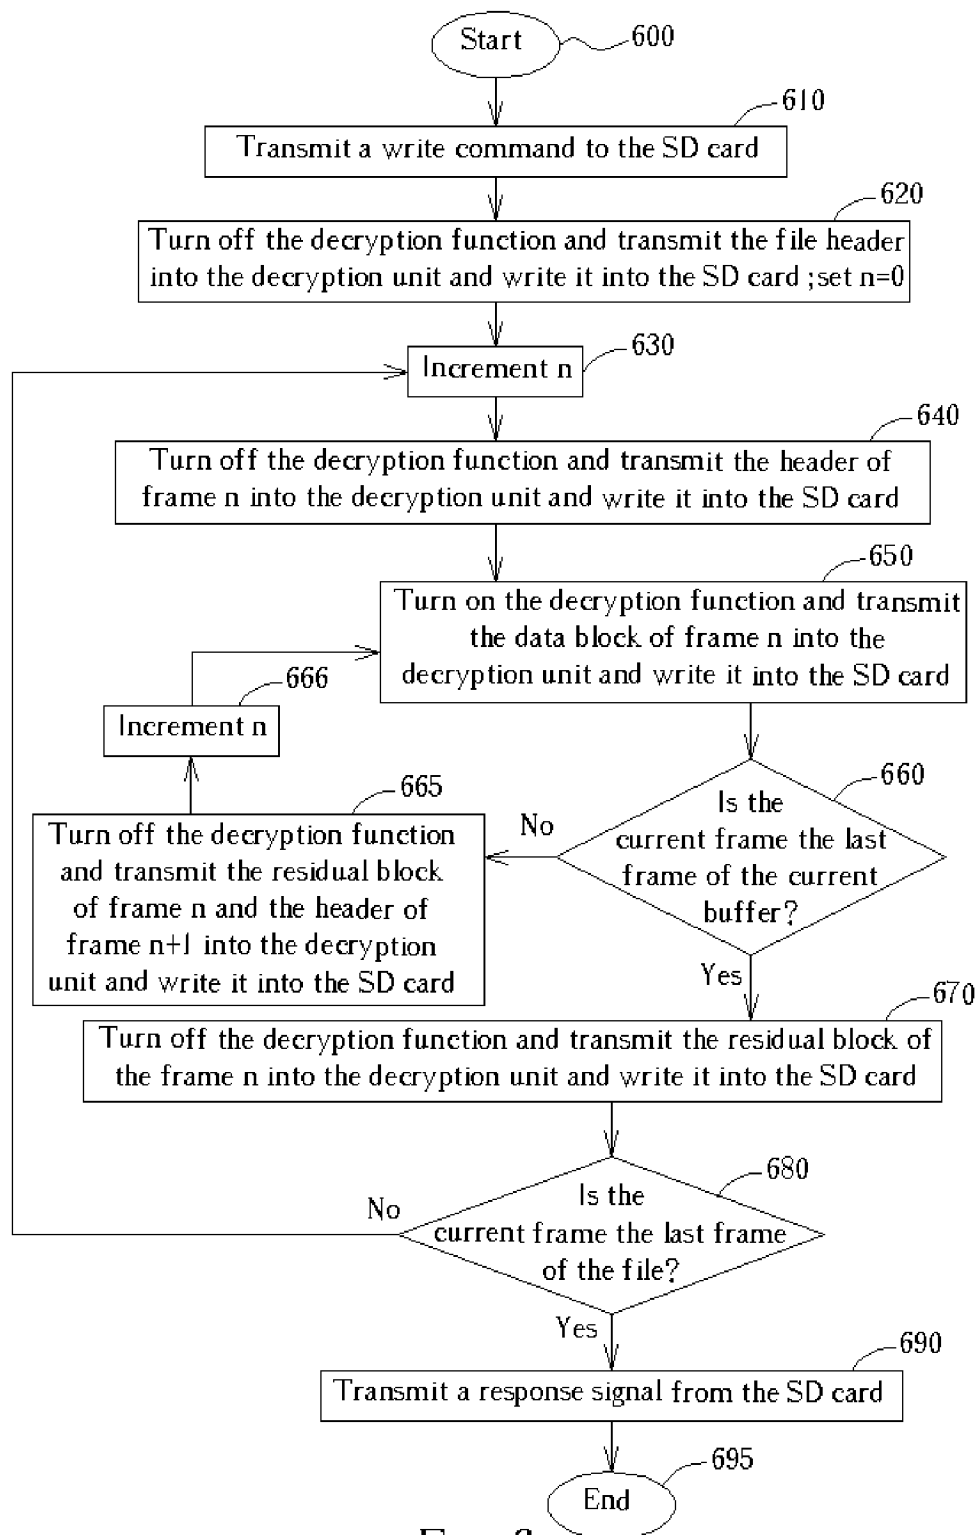 Start
600
610
Transmit a write command to the SD card
620
Turn off the decryption function and transmit the file header
into the decryption unit and write it into the SD card ;set n=0
630
Increment n
640
Turn off the decryption function and transmit the header of
frame n into the decryption unit and write it into the SD card
650
Turn on the decryption function and transmit
the data block of frame n into the
decryption unit and write it into the SD card
666
Increment n
660
Is the
current frame the last
frame of the current
buffer?
No
Yes
665
Turn off the decryption function
and transmit the residual block
of frame n and the header of
frame n+1 into the decryption
unit and write it into the SD card
670
Turn off the decryption function and transmit the residual block of
the frame n into the decryption unit and write it into the SD card
680
Is the
current frame the last frame
of the file?
No
Yes
690
Transmit a response signal from the SD card
695
End